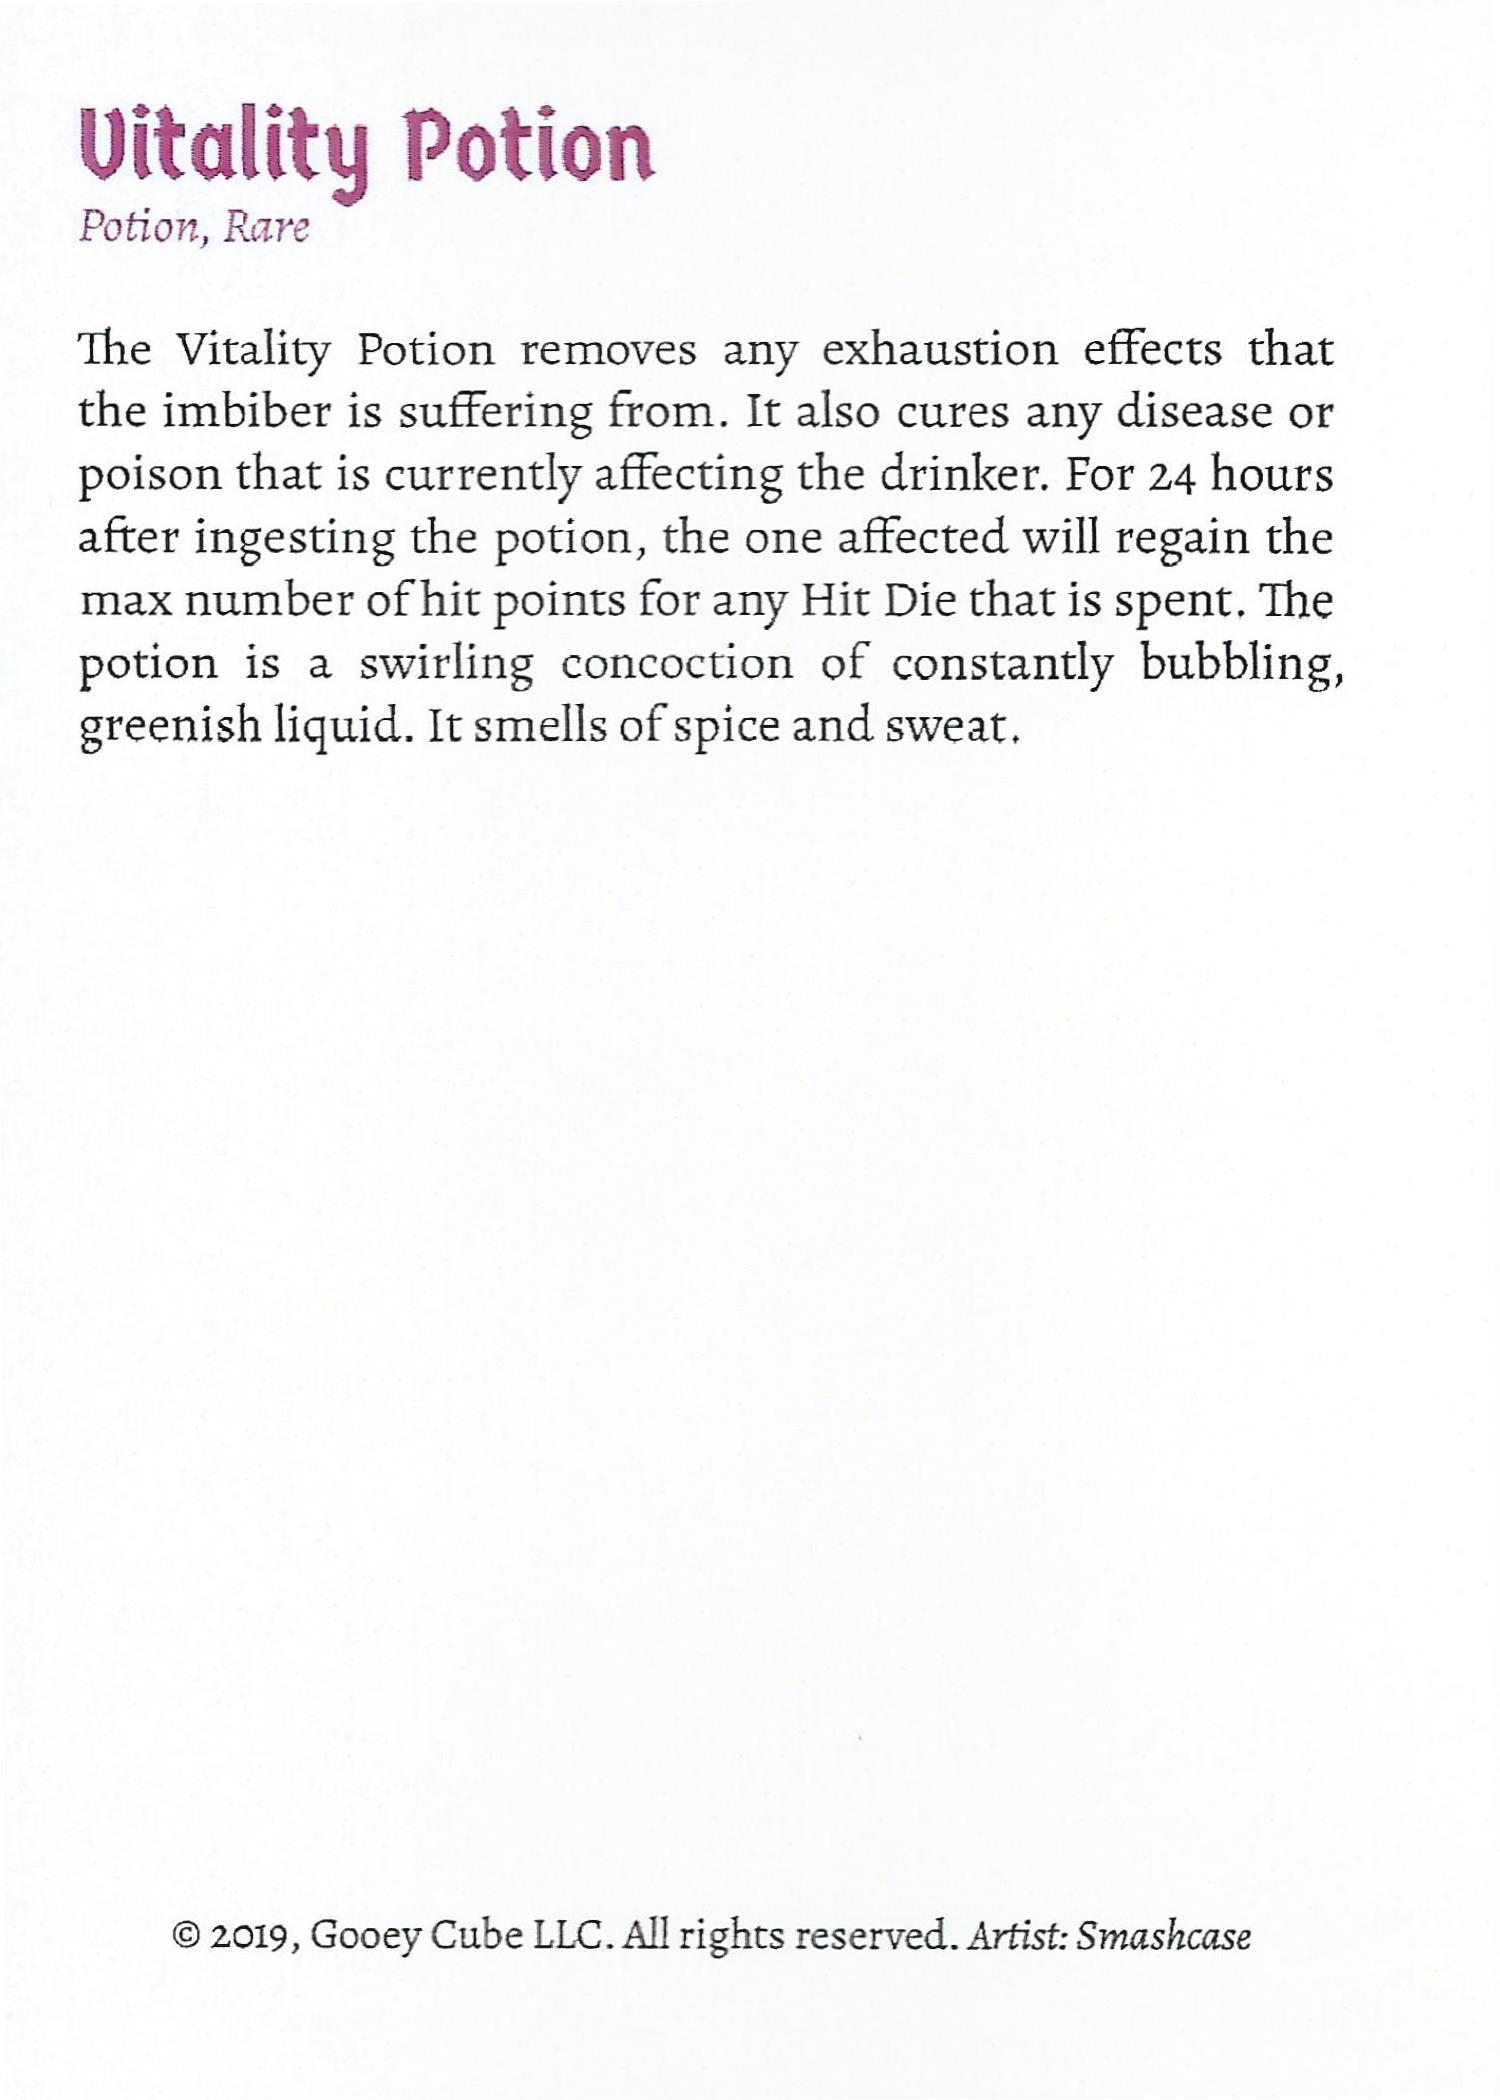 Vitality Potion
Potion, Rare
The Vitality Potion removes any exhaustion effects that
the imbiber is suffering from. It also cures any disease or
poison that is currently affecting the drinker. For 24 hours
after ingesting the potion, the one affected will regain the
max number of hit points for any Hit Die that is spent. The
potion is a swirling concoction of constantly bubbling,
greenish liquid. It smells of spice and sweat.
© 2019, Gooey Cube LLC. All rights reserved. Artist: Smashcase